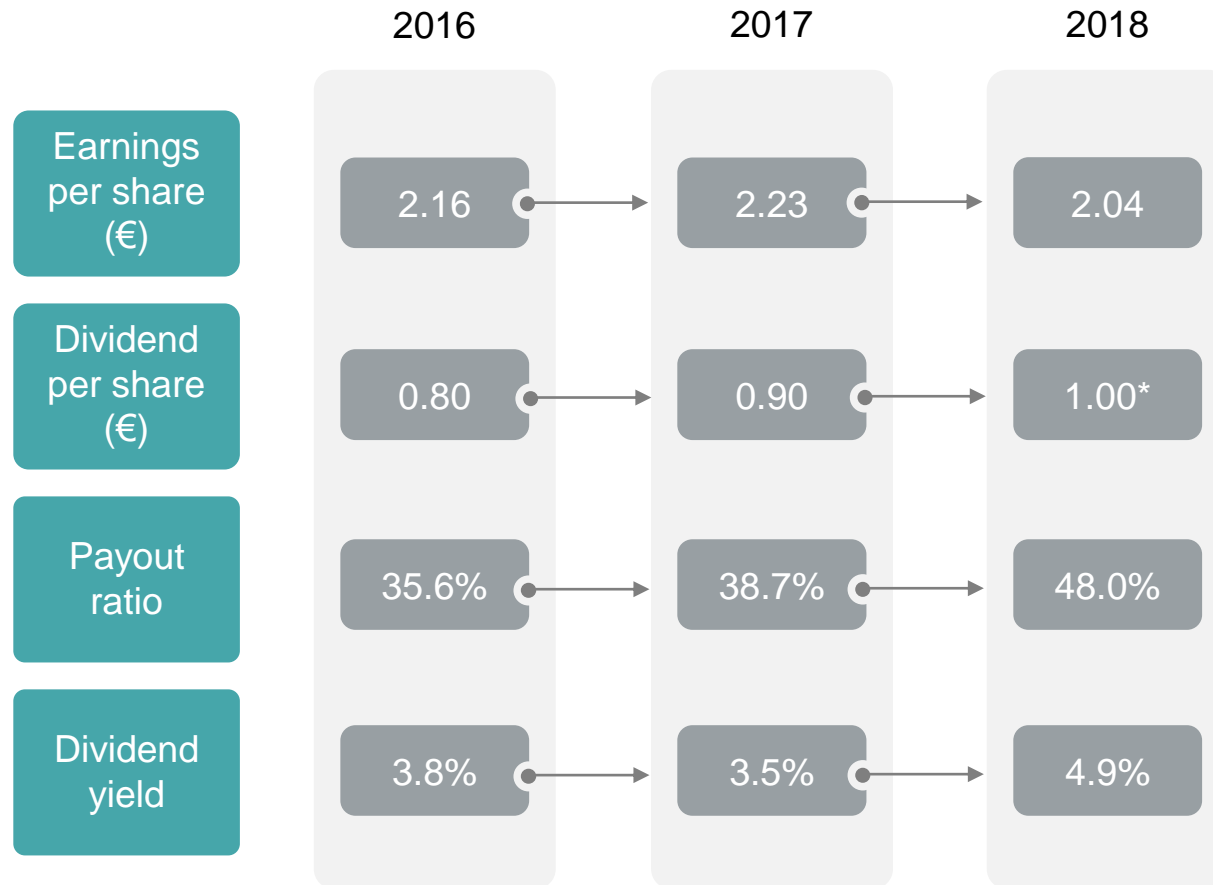 2016 2017 2018
Earnings
per share
(€)
2.16 2.23 2.04
Dividend
per share
(€)
0.80 0.90 1.00*
Payout
ratio
35.6% 38.7% 48.0%
Dividend
yield
3.8% 3.5% 4.9%